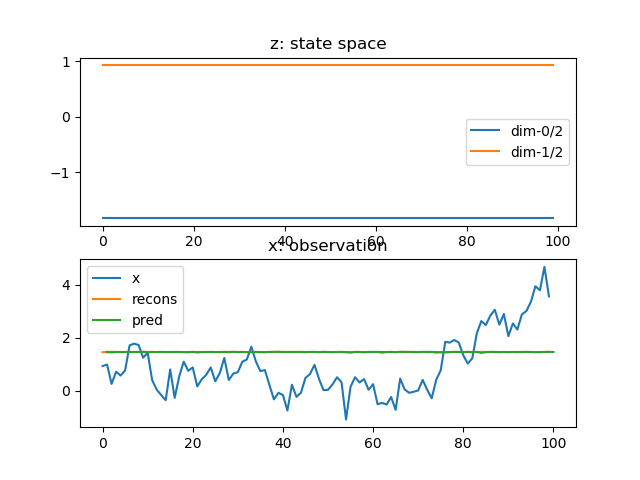 z: state space
1
0
−1
dim-0/2
dim-1/2
0 20 40 60 80 100
x: observation
4
2
0
x
recons
pred
0 20 40 60 80 100